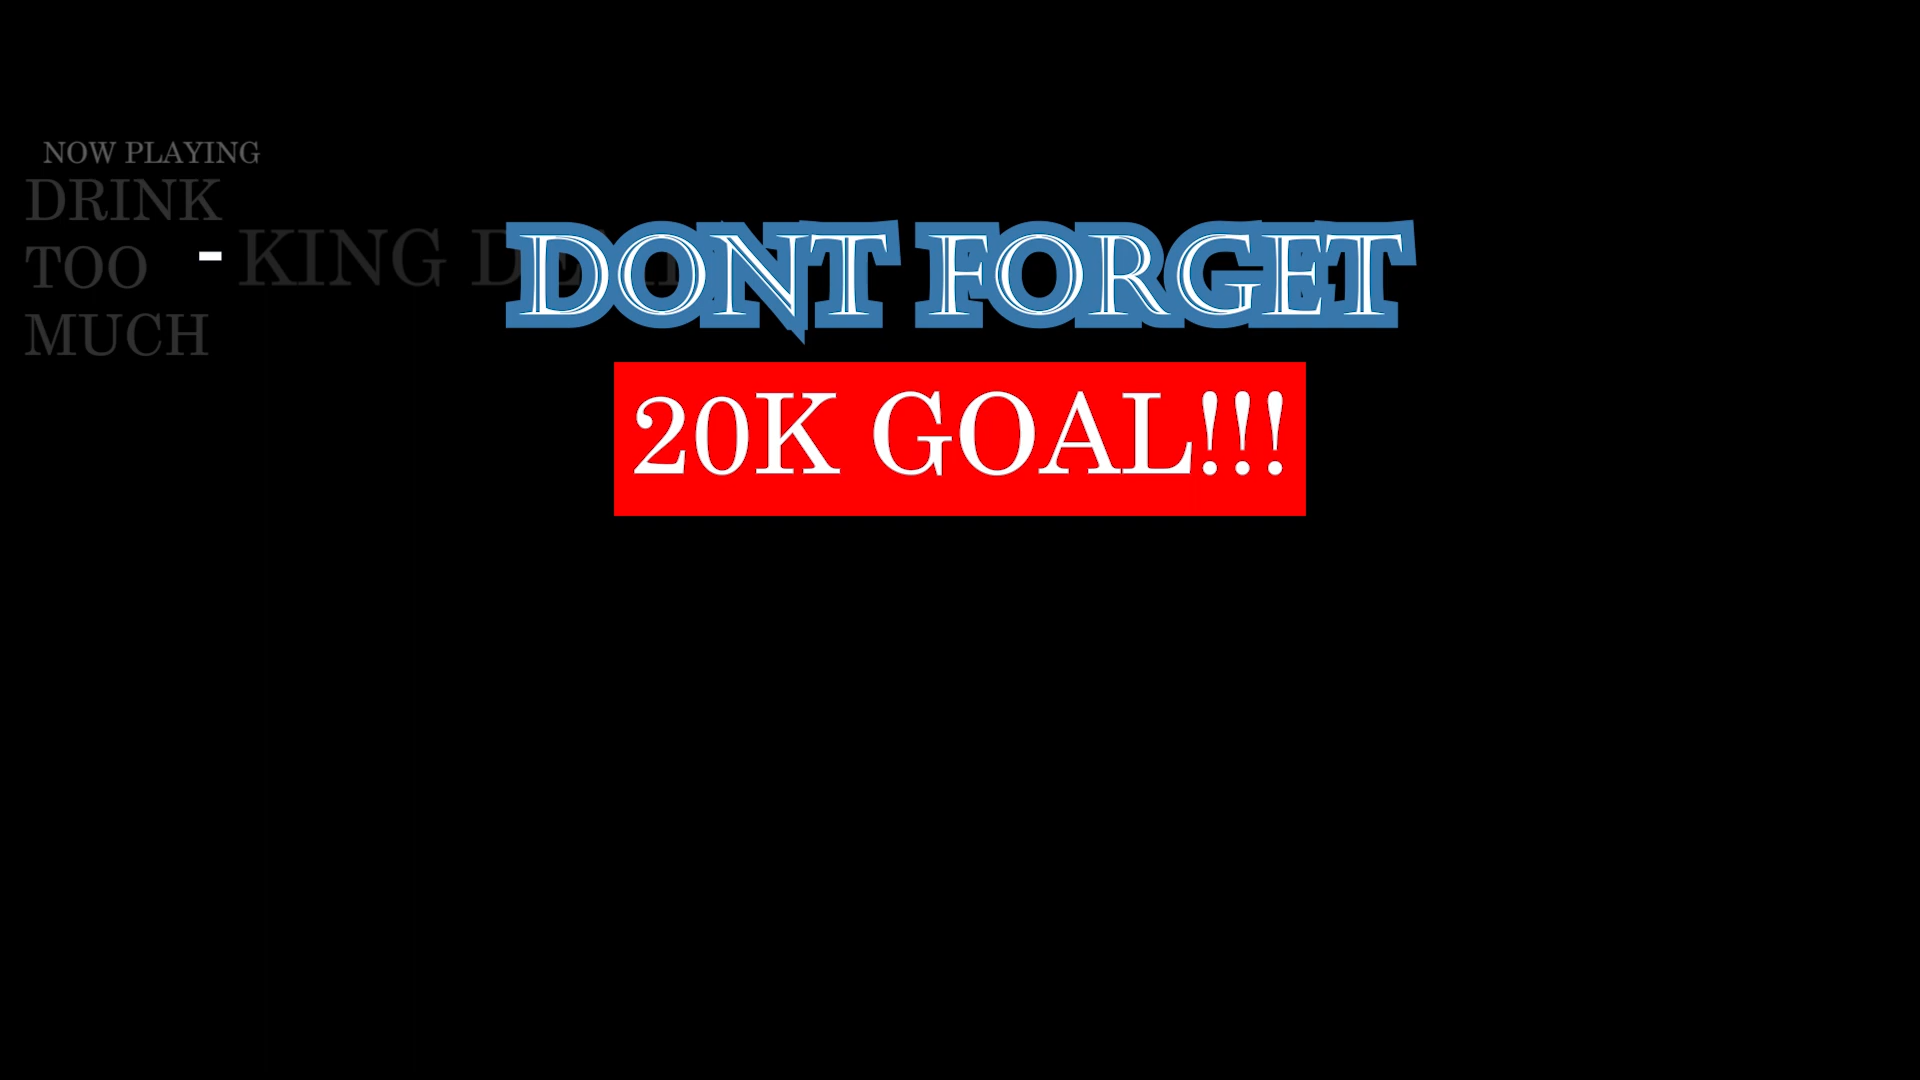 NOW PLAYING
DRINK
TOO
MUCH
- KING
DONT FORGET
20K GOAL!!!